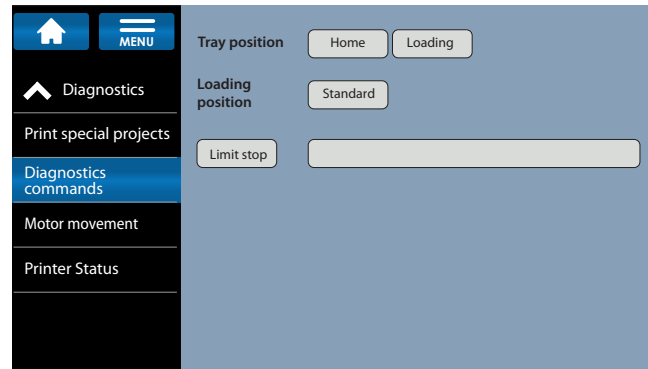 MENU
Diagnostics
Print special projects
Diagnostics
commands
Motor movement
Printer Status
Tray position
Home
Loading
Loading
position
Standard
Limit stop